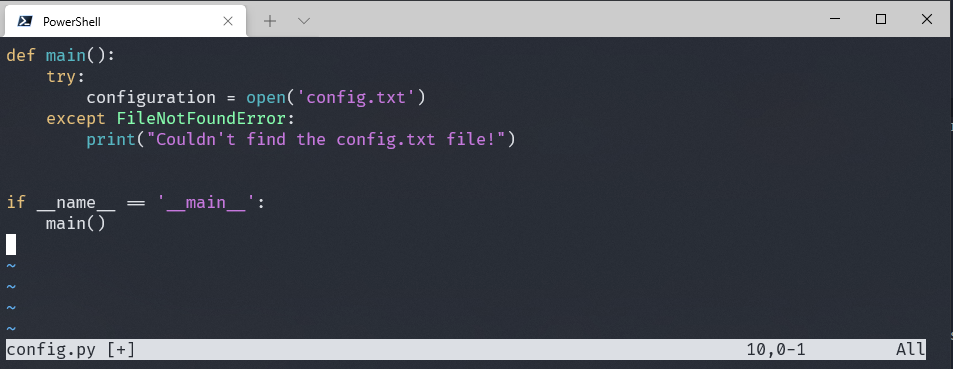 PowerShell
def main():
    try:
        configuration = open('config.txt')
    except FileNotFoundError:
        print("Couldn't find the config.txt file!")
if __name__ == '__main__':
    main()
~
~
~
~
config.py [+] 10,0-1 All